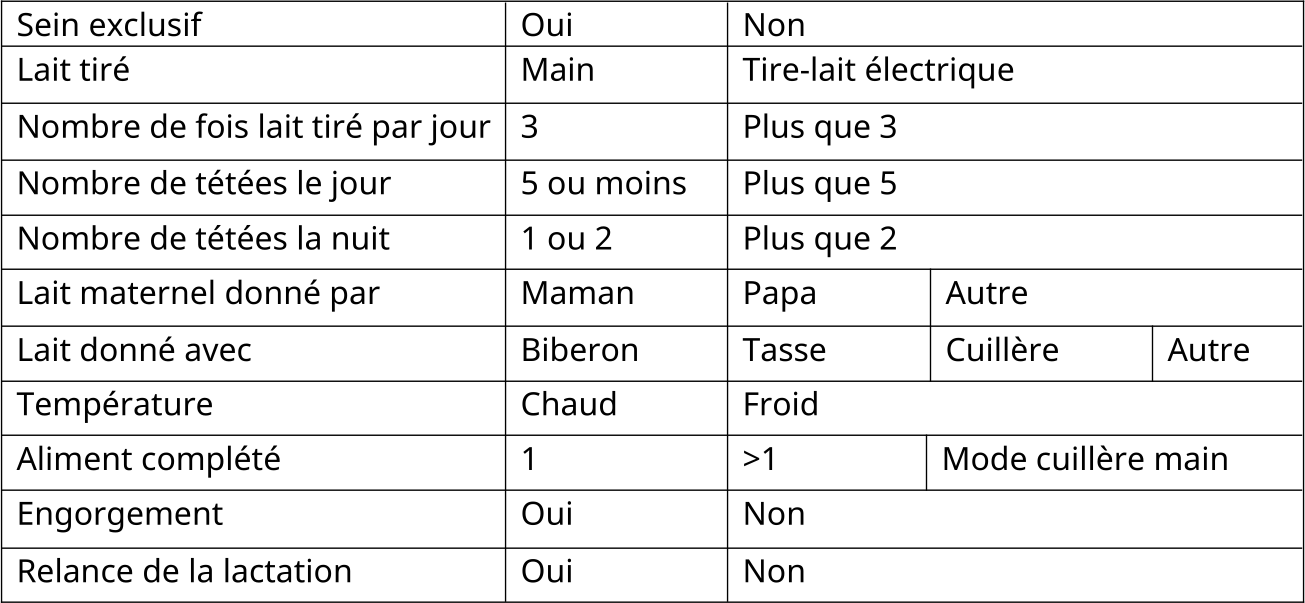 Sein exclusif Oui Non
Lait tiré Main Tire-lait électrique
Nombre de fois lait tiré par jour 3 Plus que 3
Nombre de tétées le jour 5 ou moins Plus que 5
Nombre de tétées la nuit 1 ou 2 Plus que 2
Lait maternel donné par Maman Papa Autre
Lait donné avec Biberon Tasse Cuillère Autre
Température Chaud Froid
Aliment complété 1 >1 Mode cuillère main
Engorgement Oui Non
Relance de la lactation Oui Non